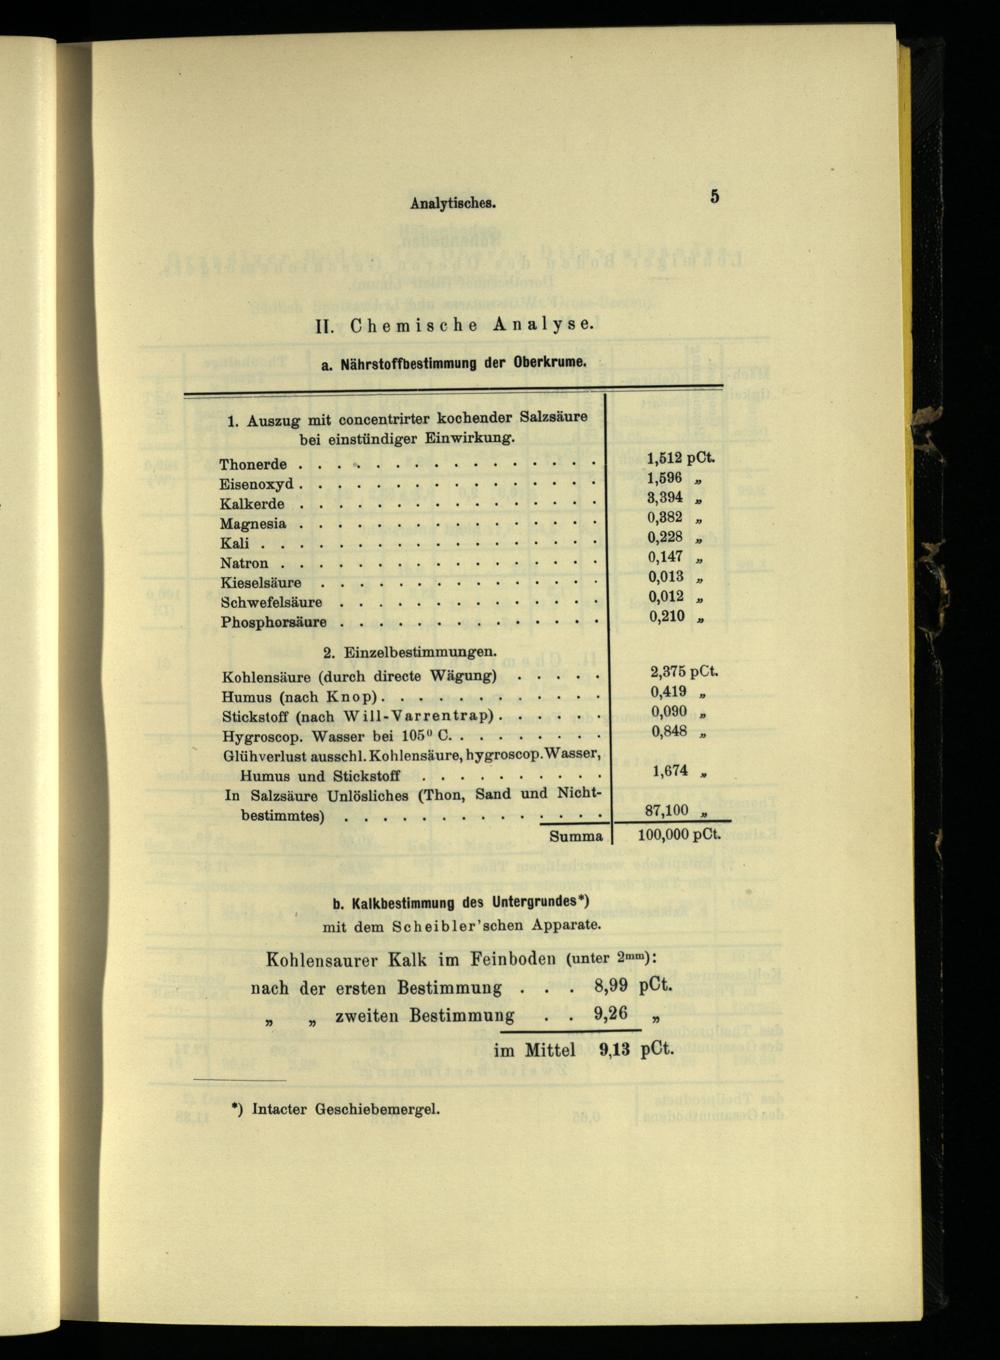 Analytisches. 5
II. Chemische Analyse.
a. Nährstoffbestimmung der Oberkrume.
1. Auszug mit concentrirter kochender Salzsäure
bei einstündiger Einwirkung.
Thonerde . . . . . . . . . . . . . . . . 1,512 pCt.
Eisenoxyd . . . . . . . . . . . . . . . . 1,596 „
Kalkerde . . . . . . . . . . . . . . . . 3,394 „
Magnesia . . . . . . . . . . . . . . . . 0,382 „
Kali . . . . . . . . . . . . . . . . . . 0,228 „
Natron . . . . . . . . . . . . . . . . . 0,147 „
Kieselsäure . . . . . . . . . . . . . . . 0,013 „
Schwefelsäure . . . . . . . . . . . . . . 0,012 „
Phosphorsäure . . . . . . . . . . . . . . 0,210 „
2. Einzelbestimmungen.
Kohlensäure (durch directe Wägung) . . . . . 2,375 pCt.
Humus (nach Knop) . . . . . . . . . . . . 0,419 „
Stickstoff (nach Will-Varrentrap) . . . . . . 0,090 „
Hygroscop. Wasser bei 105⁰ C. . . . . . . . . 0,848 „
Glühverlust ausschl. Kohlensäure, hygroscop. Wasser,
Humus und Stickstoff . . . . . . . . . . 1,674 „
In Salzsäure Unlösliches (Thon, Sand und Nicht-
bestimmtes) . . . . . . . . . . . . . . 87,100 „
Summa 100,000 pCt.
b. Kalkbestimmung des Untergrundes*)
mit dem Scheibler'schen Apparate.
Kohlensaurer Kalk im Feinboden (unter 2ᵐᵐ):
nach der ersten Bestimmung . . . 8,99 pCt.
„ „ zweiten Bestimmung . . 9,26 „
im Mittel 9,13 pCt.
*) Intacter Geschiebemergel.